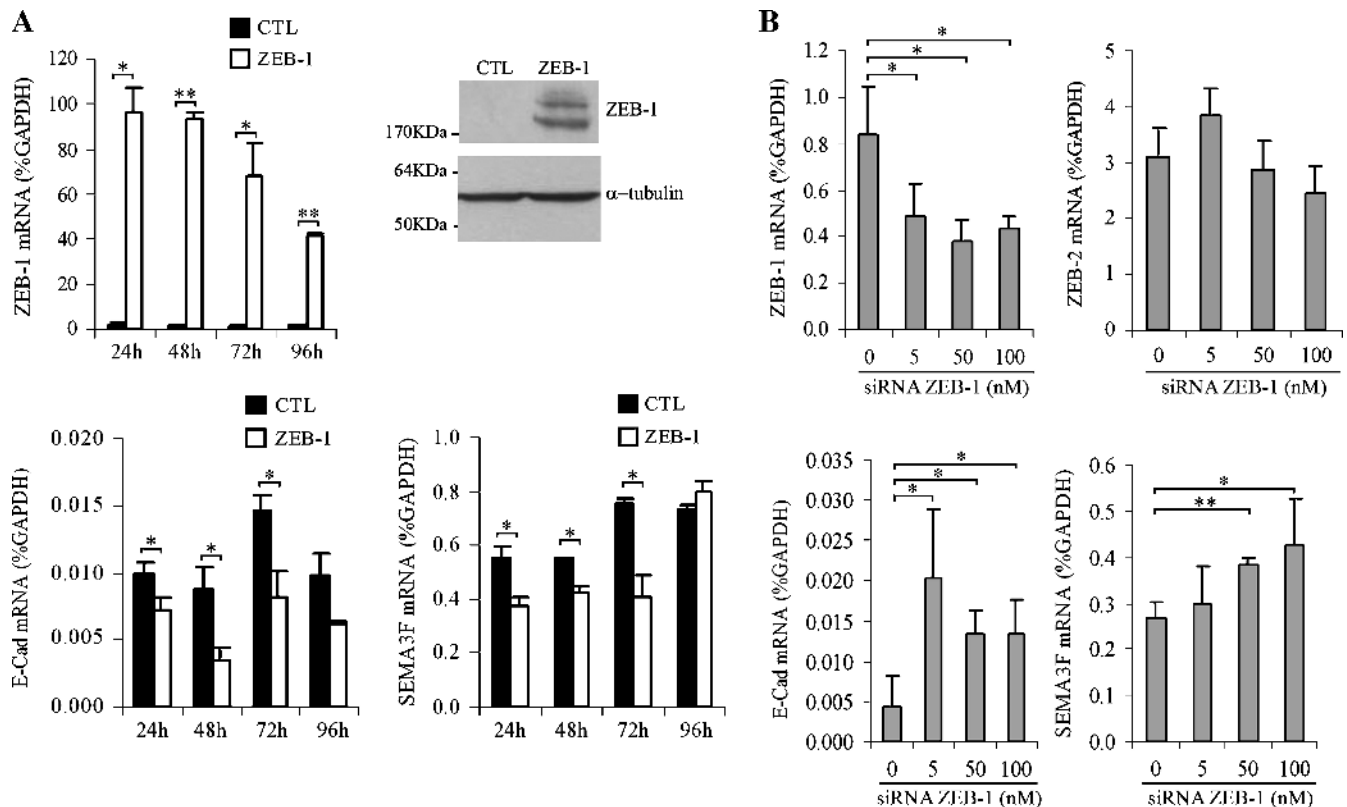 A
CTL
ZEB-1
ZEB-1 mRNA (%GAPDH)
120
100
80
60
40
20
0
*
**
*
**
24h 48h 72h 96h
CTL ZEB-1
ZEB-1
170KDa
64KDa
α-tubulin
50KDa
CTL
ZEB-1
E-Cad mRNA (%GAPDH)
0.020
0.015
0.010
0.005
0.000
*
*
*
24h 48h 72h 96h
CTL
ZEB-1
SEMA3F mRNA (%GAPDH)
1.0
0.8
0.6
0.4
0.2
0.0
*
*
*
24h 48h 72h 96h
B
ZEB-1 mRNA (%GAPDH)
1.2
1.0
0.8
0.6
0.4
0.2
0.0
*
*
*
0 5 50 100
siRNA ZEB-1 (nM)
ZEB-2 mRNA (%GAPDH)
5
4
3
2
1
0
0 5 50 100
siRNA ZEB-1 (nM)
E-Cad mRNA (%GAPDH)
0.035
0.030
0.025
0.020
0.015
0.010
0.005
0.000
*
*
*
0 5 50 100
siRNA ZEB-1 (nM)
SEMA3F mRNA (%GAPDH)
0.6
0.5
0.4
0.3
0.2
0.1
0.0
*
**
0 5 50 100
siRNA ZEB-1 (nM)